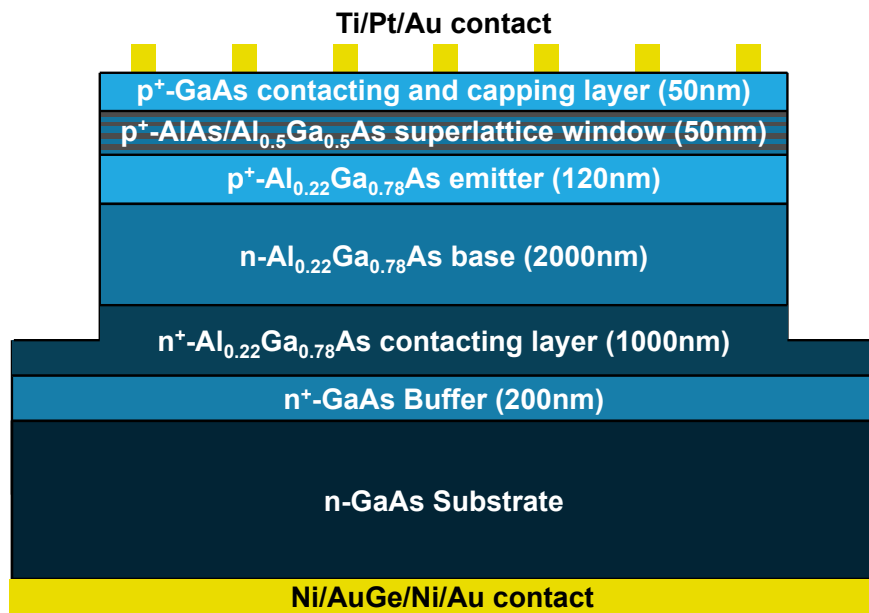 Ti/Pt/Au contact
p⁺-GaAs contacting and capping layer (50nm)
p⁺-AlAs/Al₀.₅Ga₀.₅As superlattice window (50nm)
p⁺-Al₀.₂₂Ga₀.₇₈As emitter (120nm)
n-Al₀.₂₂Ga₀.₇₈As base (2000nm)
n⁺-Al₀.₂₂Ga₀.₇₈As contacting layer (1000nm)
n⁺-GaAs Buffer (200nm)
n-GaAs Substrate
Ni/AuGe/Ni/Au contact